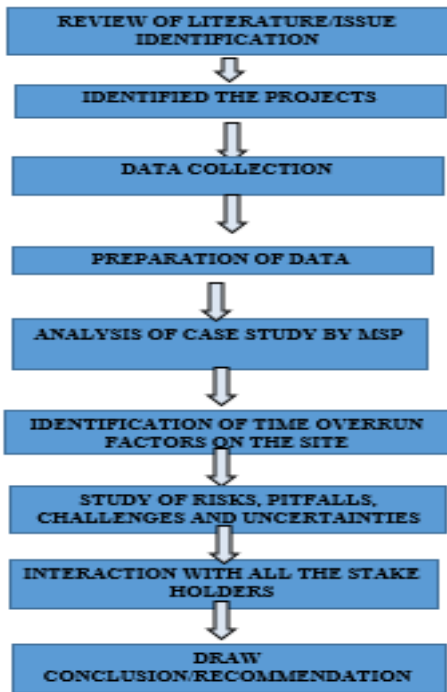 REVIEW OF LITERATURE/ISSUE
IDENTIFICATION
IDENTIFIED THE PROJECTS
DATA COLLECTION
PREPARATION OF DATA
ANALYSIS OF CASE STUDY BY MSP
IDENTIFICATION OF TIME OVERRUN
FACTORS ON THE SITE
STUDY OF RISKS, PITFALLS,
CHALLENGES AND UNCERTAINTIES
INTERACTION WITH ALL THE STAKE
HOLDERS
DRAW
CONCLUSION/RECOMMENDATION